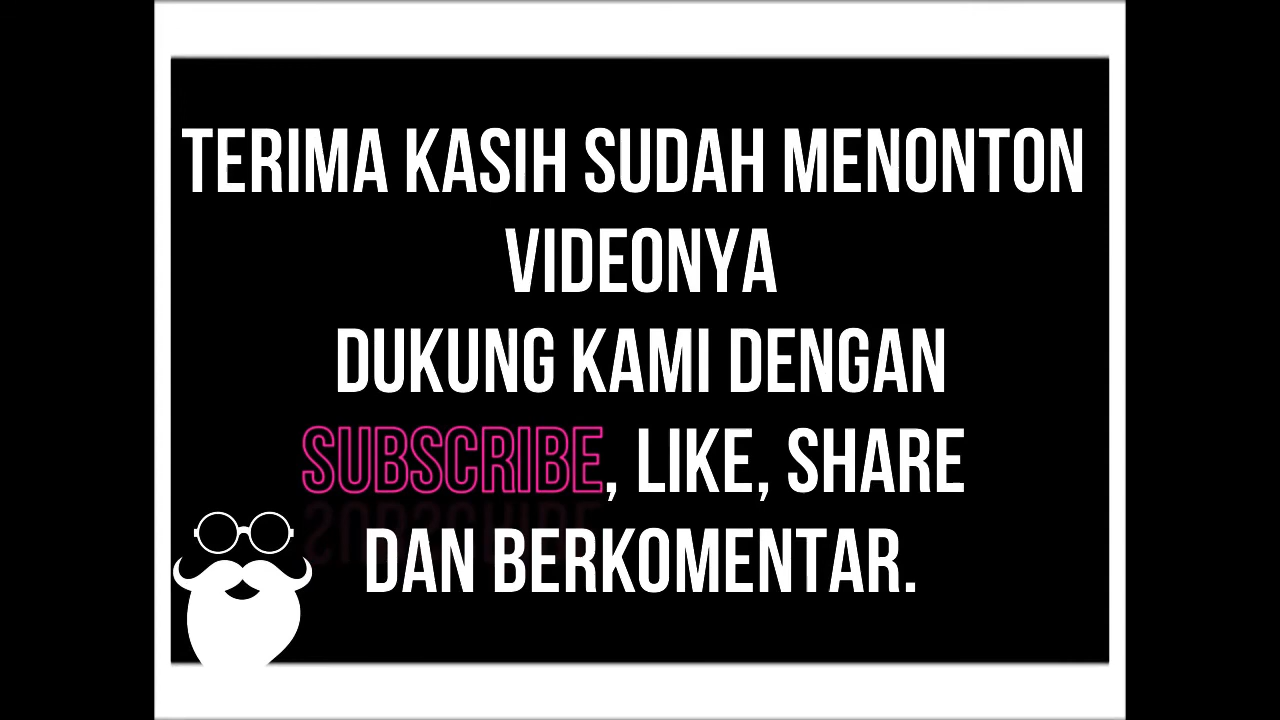 TERIMA KASIH SUDAH MENONTON
VIDEONYA
DUKUNG KAMI DENGAN
SUBSCRIBE, LIKE, SHARE
DAN BERKOMENTAR.